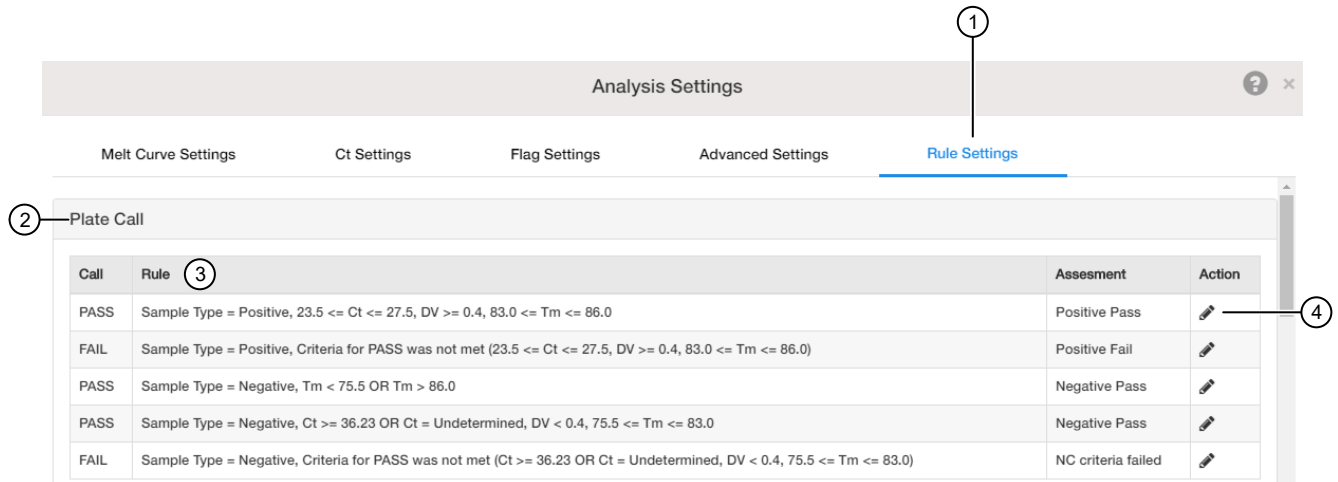 1
Analysis Settings ? ×
Melt Curve Settings Ct Settings Flag Settings Advanced Settings Rule Settings
2 Plate Call
Call Rule 3 Assesment Action
PASS Sample Type = Positive, 23.5 <= Ct <= 27.5, DV >= 0.4, 83.0 <= Tm <= 86.0 Positive Pass 4
FAIL Sample Type = Positive, Criteria for PASS was not met (23.5 <= Ct <= 27.5, DV >= 0.4, 83.0 <= Tm <= 86.0) Positive Fail
PASS Sample Type = Negative, Tm < 75.5 OR Tm > 86.0 Negative Pass
PASS Sample Type = Negative, Ct >= 36.23 OR Ct = Undetermined, DV < 0.4, 75.5 <= Tm <= 83.0 Negative Pass
FAIL Sample Type = Negative, Criteria for PASS was not met (Ct >= 36.23 OR Ct = Undetermined, DV < 0.4, 75.5 <= Tm <= 83.0) NC criteria failed